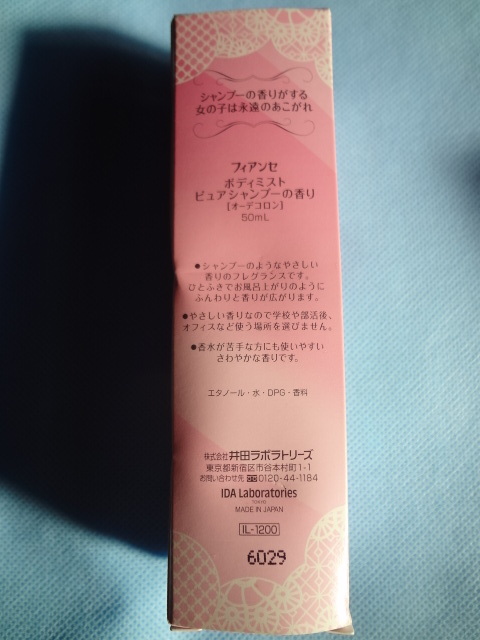 シャンプーの香りがする
女の子は永遠のあこがれ
フィアンセ
ボディミスト
ピュアシャンプーの香り
[オーデコロン]
50mL
●シャンプーのようなやさしい
香りのフレグランスです。
ひとふきでお風呂上がりのように
ふんわりと香りが広がります。
●やさしい香りなので学校や部活後、
オフィスなど使う場所を選びません。
●香水が苦手な方にも使いやすい
さわやかな香りです。
エタノール・水・DPG・香料
株式会社 井田ラボラトリーズ
東京都新宿区市谷本村町1-1
お問い合わせ先 0120-44-1184
IDA Laboratories
TOKYO
MADE IN JAPAN
IL-1200
6029